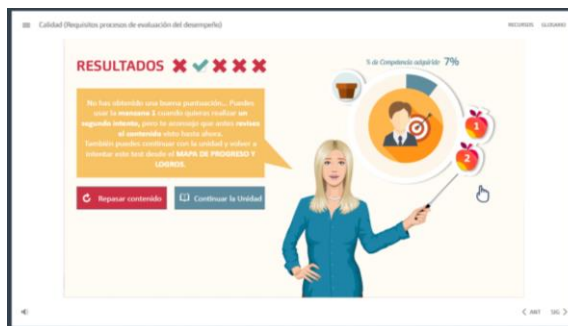 Calidad (Requisitos procesos de evaluación del desempeño)
RECURSOS GLOSARIO
RESULTADOS
% de Competencia adquirido 7%
No has obtenido una buena puntuación... Puedes
usar la manzana 1 cuando quieras realizar un
segundo intento, pero te aconsejo que antes revises
el contenido visto hasta ahora.
También puedes continuar con la unidad y volver a
intentar este test desde el MAPA DE PROGRESO Y
LOGROS.
1
2
Repasar contenido
Continuar la Unidad
ANT SIG